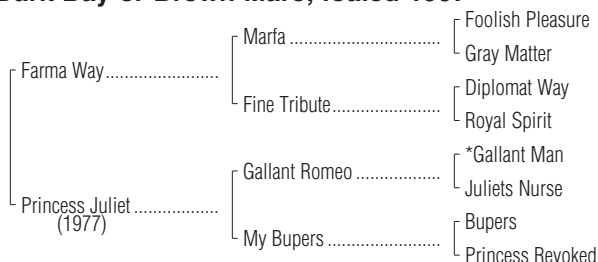 Dark Bay or Brown Mare; foaled
Foolish Pleasure
Marfa ................................
Gray Matter
Farma Way........................
Diplomat Way
Fine Tribute.......................
Royal Spirit
*Gallant Man
Gallant Romeo ..................
Juliets Nurse
Princess Juliet ..................
(1977)
Bupers
My Bupers ........................
Princess Revoked